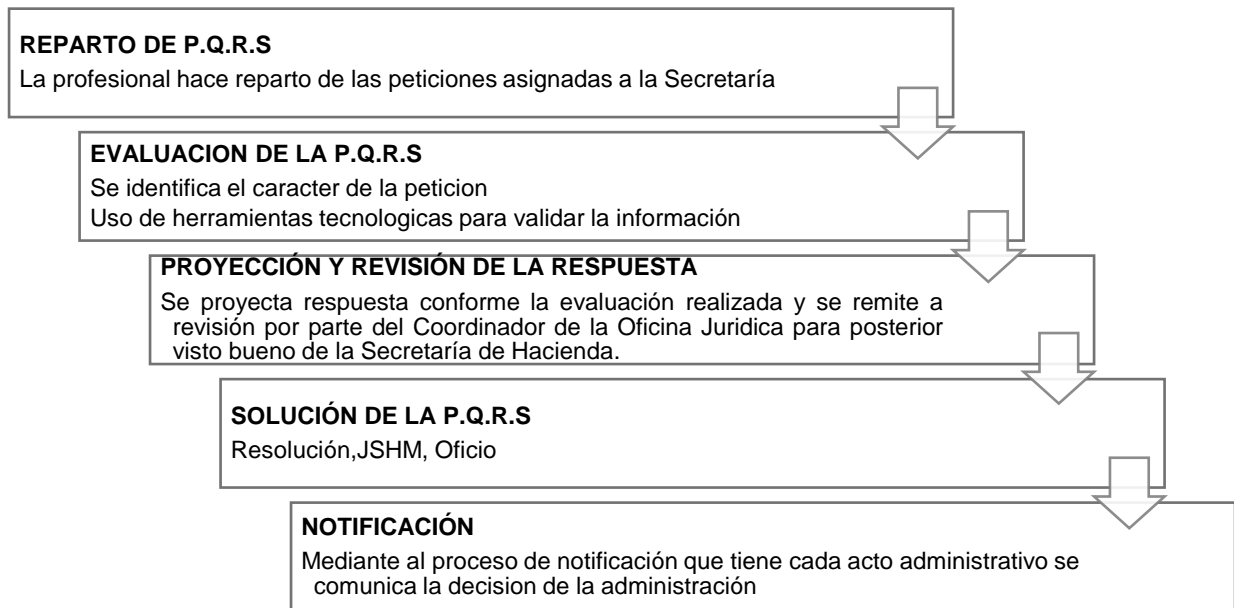 REPARTO DE P.Q.R.S
La profesional hace reparto de las peticiones asignadas a la Secretaría
EVALUACION DE LA P.Q.R.S
Se identifica el caracter de la peticion
Uso de herramientas tecnologicas para validar la información
PROYECCIÓN Y REVISIÓN DE LA RESPUESTA
Se proyecta respuesta conforme la evaluación realizada y se remite a
revisión por parte del Coordinador de la Oficina Juridica para posterior
visto bueno de la Secretaría de Hacienda.
SOLUCIÓN DE LA P.Q.R.S
Resolución,JSHM, Oficio
NOTIFICACIÓN
Mediante al proceso de notificación que tiene cada acto administrativo se
comunica la decision de la administración